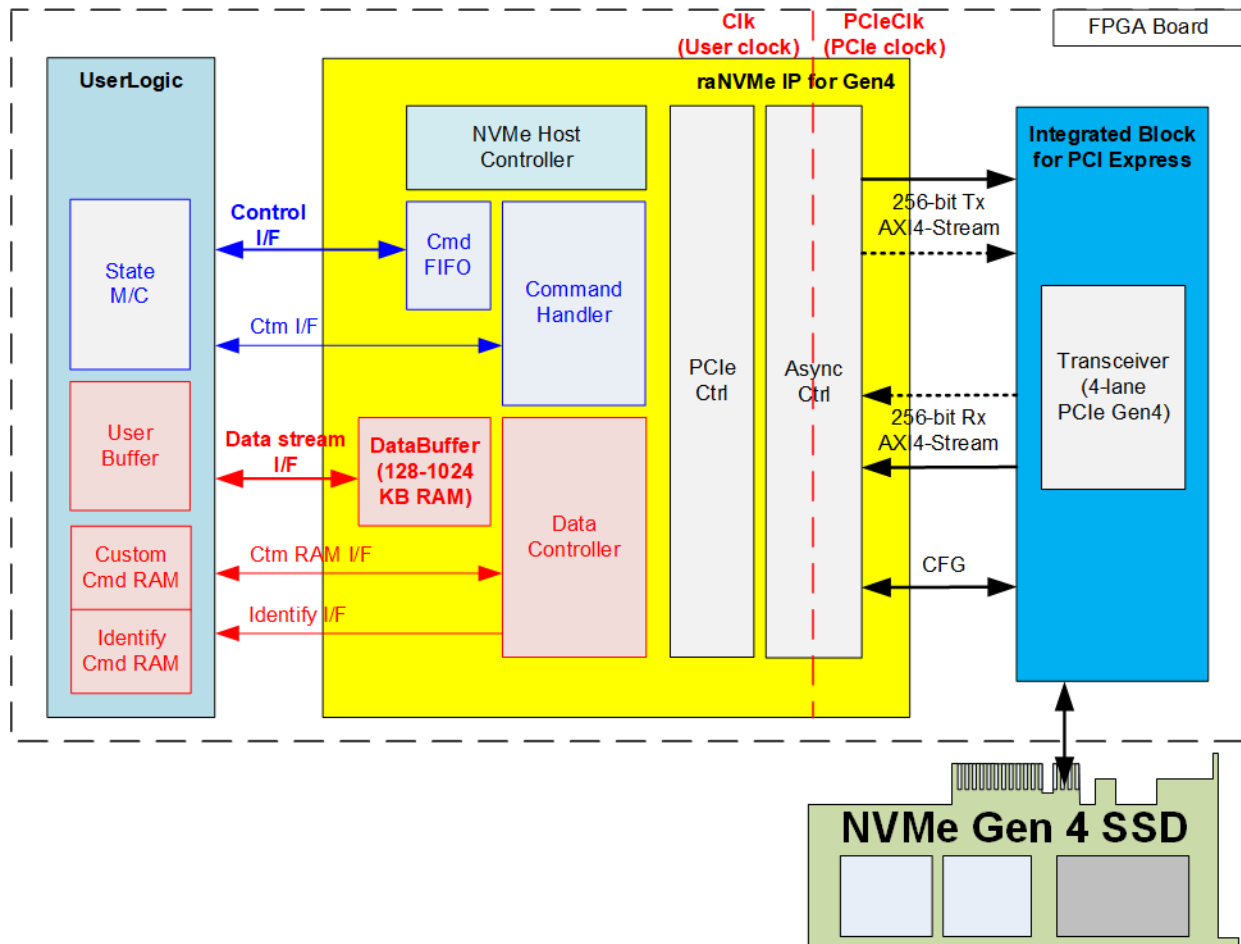 Clk
(User clock)
PCIeClk
(PCIe clock)
FPGA Board
UserLogic
raNVMe IP for Gen4
NVMe Host
Controller
Integrated Block
for PCI Express
State
M/C
Control
I/F
Cmd
FIFO
Command
Handler
Ctm I/F
PCIe
Ctrl
Async
Ctrl
256-bit Tx
AXI4-Stream
Transceiver
(4-lane
PCIe Gen4)
256-bit Rx
AXI4-Stream
User
Buffer
Data stream
I/F
DataBuffer
(128-1024
KB RAM)
Data
Controller
Custom
Cmd RAM
Ctm RAM I/F
CFG
Identify
Cmd RAM
Identify I/F
NVMe Gen 4 SSD